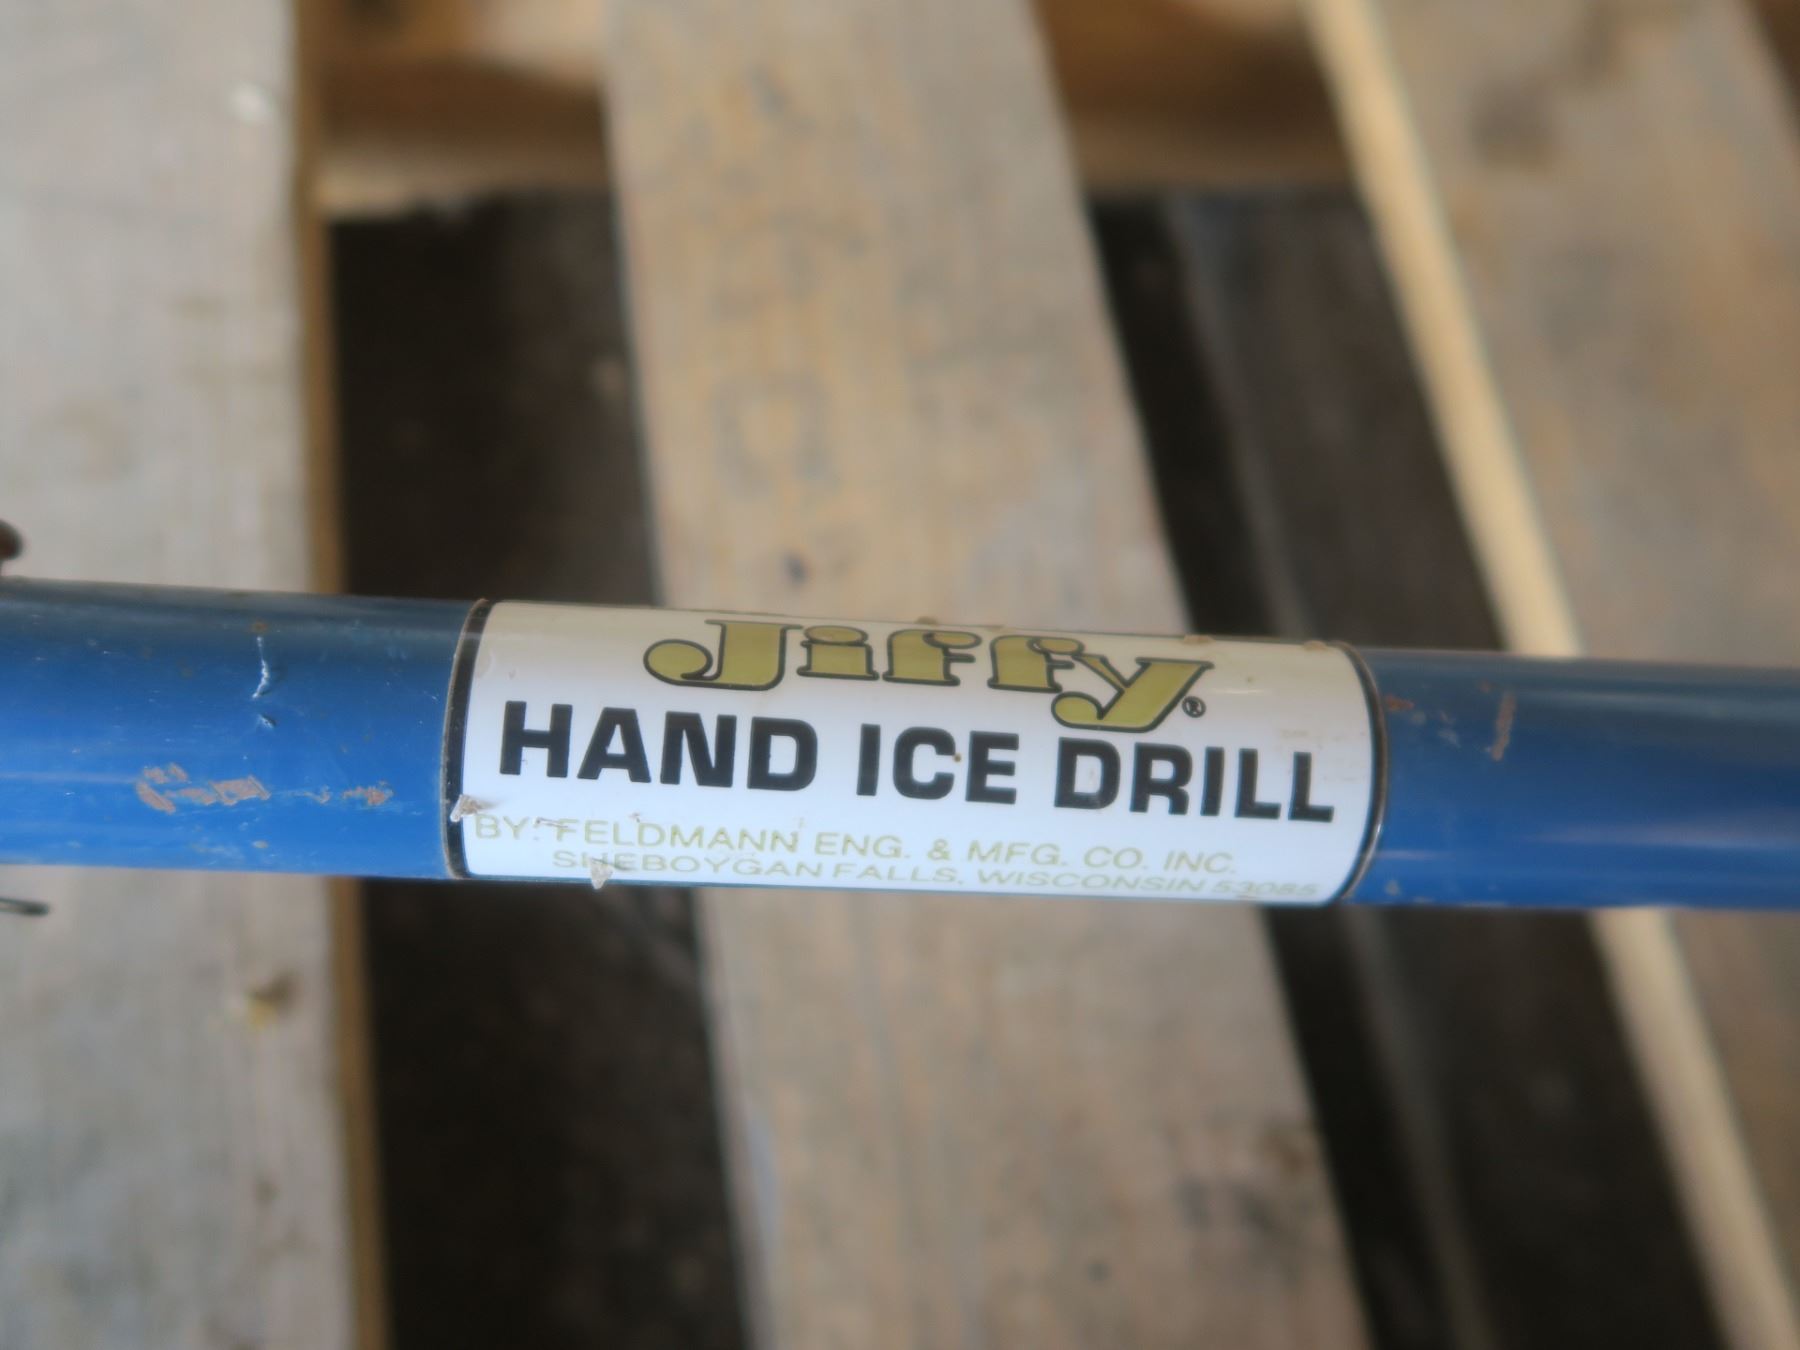 Jiffy®
HAND ICE DRILL
BY: FELDMANN ENG. & MFG. CO. INC.
SHEBOYGAN FALLS, WISCONSIN 53085